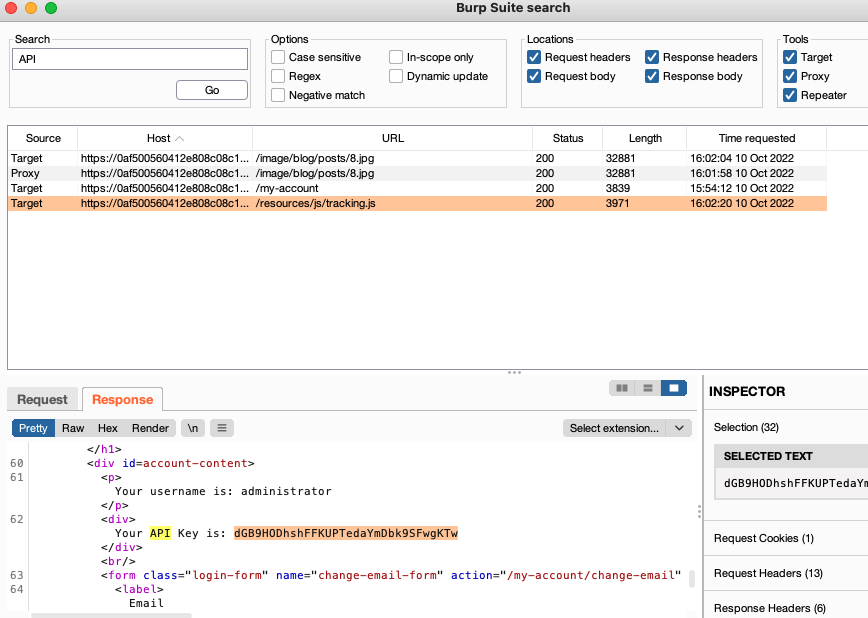 Burp Suite search
Search
API
Go
Options
Case sensitive
In-scope only
Regex
Dynamic update
Negative match
Locations
Request headers
Response headers
Request body
Response body
Tools
Target
Proxy
Repeater
Source Host URL Status Length Time requested
Target https://0af500560412e808c08c1... /image/blog/posts/8.jpg 200 32881 16:02:04 10 Oct 2022
Proxy https://0af500560412e808c08c1... /image/blog/posts/8.jpg 200 32881 16:01:58 10 Oct 2022
Target https://0af500560412e808c08c1... /my-account 200 3839 15:54:12 10 Oct 2022
Target https://0af500560412e808c08c1... /resources/js/tracking.js 200 3971 16:02:20 10 Oct 2022
Request Response
Pretty Raw Hex Render \n
Select extension...
</h1>
60 <div id=account-content>
61 <p>
Your username is: administrator
</p>
62 <div>
Your API Key is: dGB9HODhshFFKUPTedaYmDbk9SFwgKTw
</div>
<br/>
63 <form class="login-form" name="change-email-form" action="/my-account/change-email"
64 <label>
Email
INSPECTOR
Selection (32)
SELECTED TEXT
dGB9HODhshFFKUPTedaYm
Request Cookies (1)
Request Headers (13)
Response Headers (6)